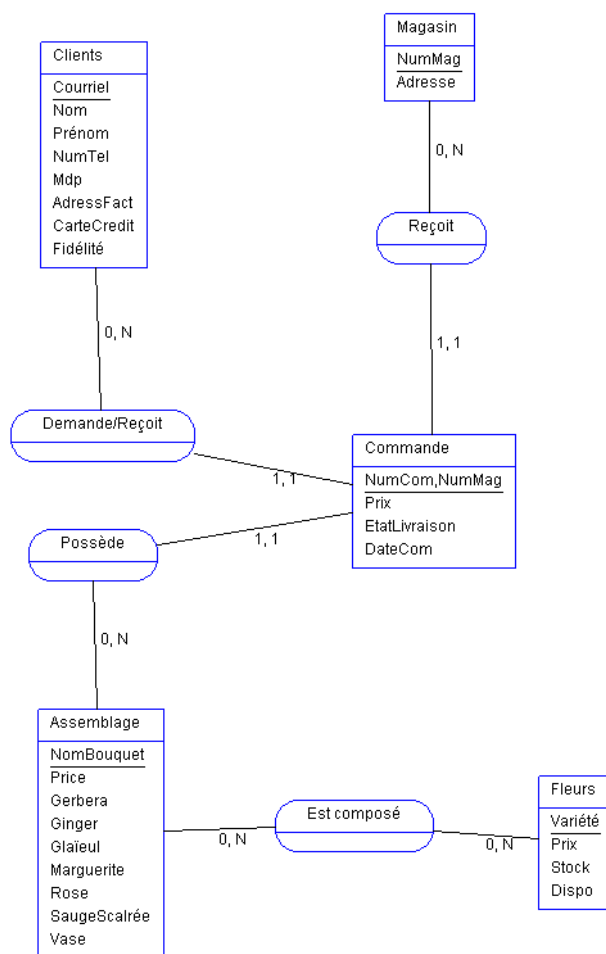 Clients
Courriel
Nom
Prénom
NumTel
Mdp
AdressFact
CarteCredit
Fidélité
Magasin
NumMag
Adresse
0, N
Reçoit
1, 1
0, N
Demande/Reçoit
1, 1
Commande
NumCom,NumMag
Prix
EtatLivraison
DateCom
Possède
1, 1
0, N
Assemblage
NomBouquet
Price
Gerbera
Ginger
Glaïeul
Marguerite
Rose
SaugeScalrée
Vase
Est composé
0, N
0, N
Fleurs
Variété
Prix
Stock
Dispo